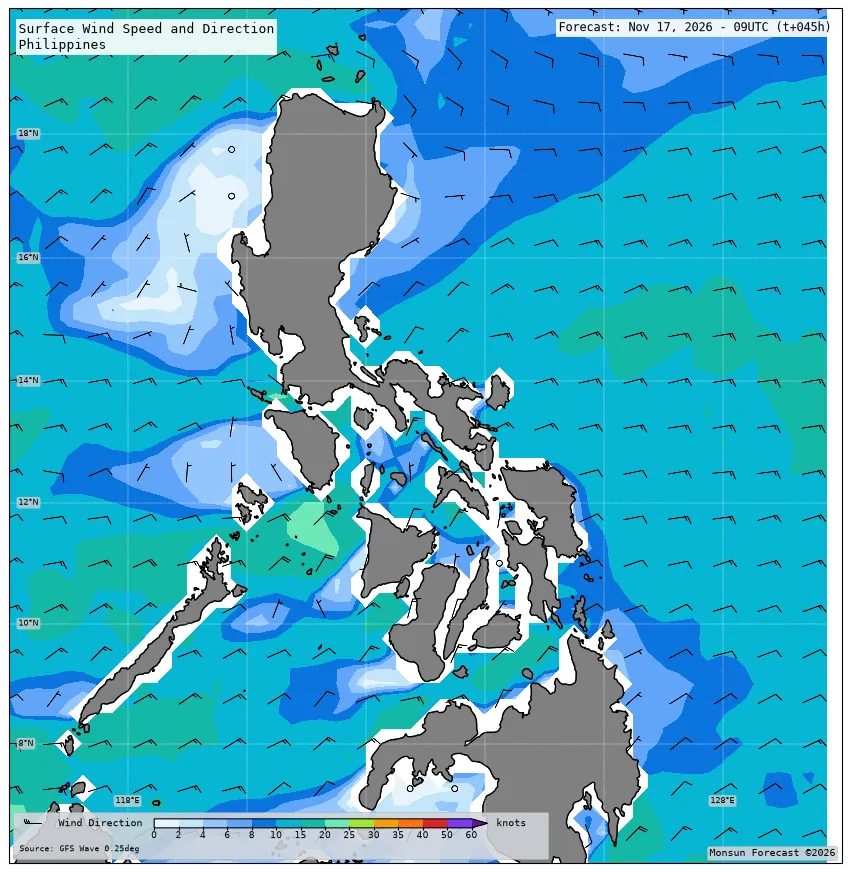 Surface Wind Speed and Direction
Philippines
Forecast: Nov 17, 2026 - 09UTC (t+045h)
18°N
16°N
14°N
12°N
10°N
8°N
118°E
128°E
Wind Direction
knots
0 2 4 6 8 10 15 20 25 30 35 40 50 60
Source: GFS Wave 0.25deg
Monsun Forecast ©2026